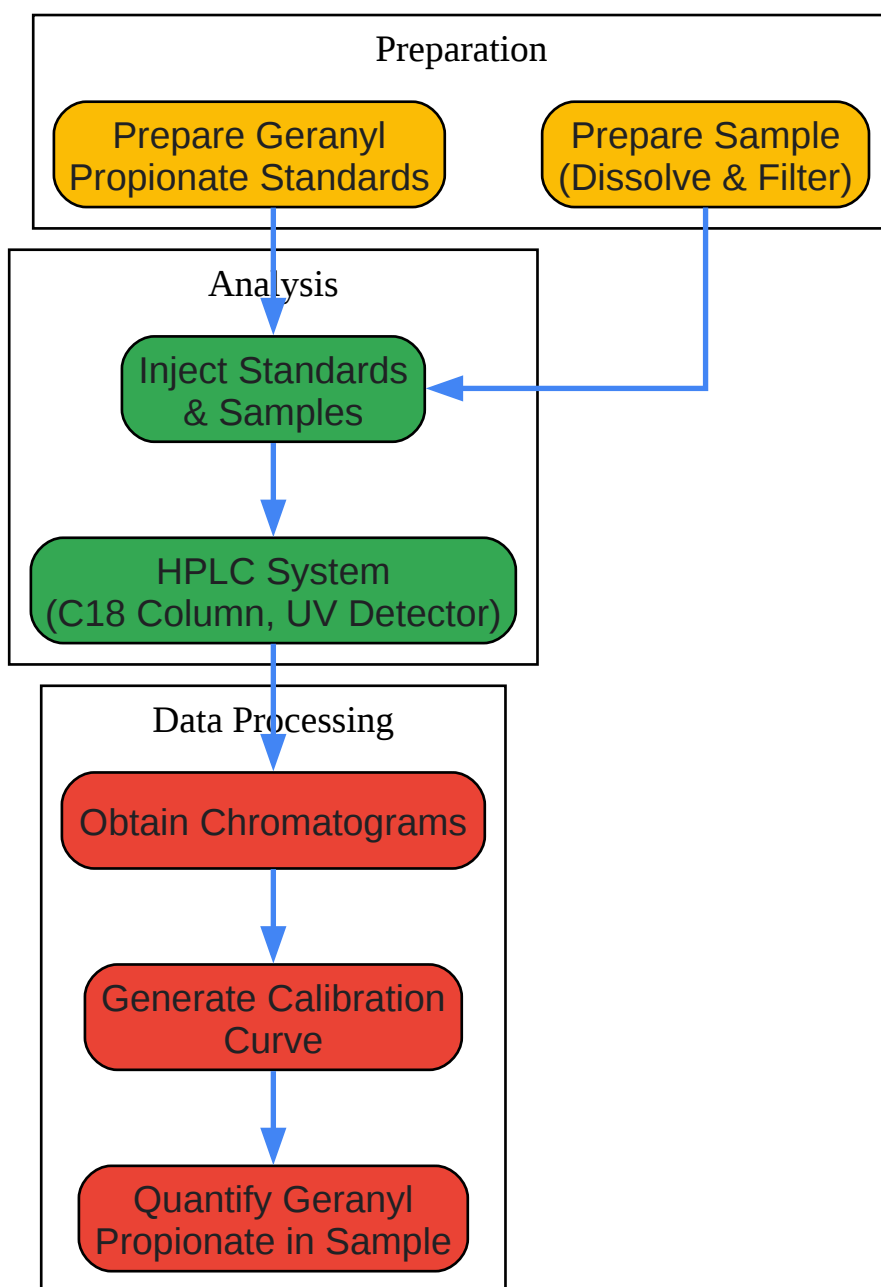 Preparation
Prepare Geranyl
Propionate Standards
Prepare Sample
(Dissolve & Filter)
Analysis
Inject Standards
& Samples
HPLC System
(C18 Column, UV Detector)
Data Processing
Obtain Chromatograms
Generate Calibration
Curve
Quantify Geranyl
Propionate in Sample